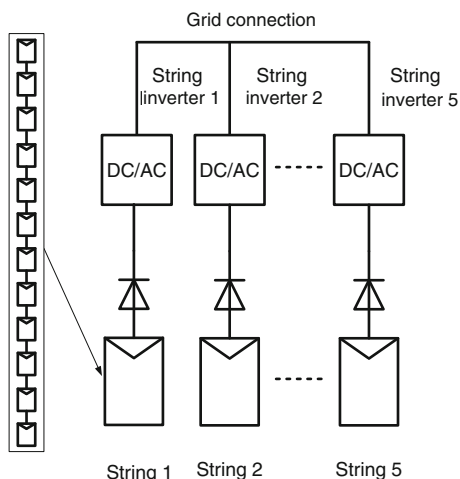 Grid connection
String
inverter 1
String
inverter 2
String
inverter 5
DC/AC
DC/AC
DC/AC
String 1
String 2
String 5